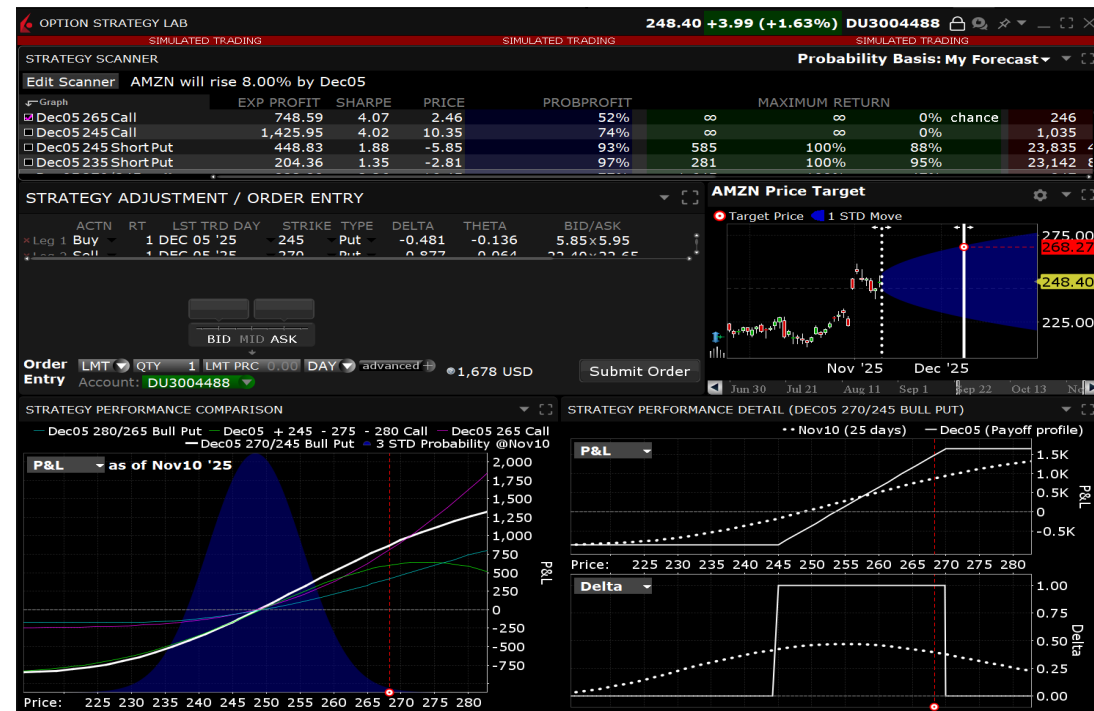 OPTION STRATEGY LAB 248.40 +3.99 (+1.63%) DU3004488
SIMULATED TRADING SIMULATED TRADING SIMULATED TRADING
STRATEGY SCANNER Probability Basis: My Forecast
Edit Scanner AMZN will rise 8.00% by Dec05
Graph EXP PROFIT SHARPE PRICE PROBPROFIT MAXIMUM RETURN
Dec05 265 Call 748.59 4.07 2.46 52% ∞ ∞ 0% chance 246
Dec05 245 Call 1,425.95 4.02 10.35 74% ∞ ∞ 0% 1,035
Dec05 245 Short Put 448.83 1.88 -5.85 93% 585 100% 88% 23,835
Dec05 235 Short Put 204.36 1.35 -2.81 97% 281 100% 95% 23,142
STRATEGY ADJUSTMENT / ORDER ENTRY
ACTN RT LST TRD DAY STRIKE TYPE DELTA THETA BID/ASK
Leg 1 Buy 1 DEC 05 '25 245 Put -0.481 -0.136 5.85x5.95
BID MID ASK
Order Entry LMT QTY 1 LMT PRC 0.00 DAY advanced + 1,678 USD Submit Order
Account: DU3004488
AMZN Price Target
Target Price 1 STD Move
275.00
268.27
248.40
225.00
Nov '25 Dec '25
Jun 30 Jul 21 Aug 11 Sep 1 Sep 22 Oct 13
STRATEGY PERFORMANCE COMPARISON
Dec05 280/265 Bull Put Dec05 +245 -275 -280 Call Dec05 265 Call
Dec05 270/245 Bull Put 3 STD Probability @Nov10
P&L as of Nov10 '25
2,000
1,750
1,500
1,250
1,000
750
500
250
0
-250
-500
-750
P&L
Price: 225 230 235 240 245 250 255 260 265 270 275 280
STRATEGY PERFORMANCE DETAIL (DEC05 270/245 BULL PUT)
Nov10 (25 days) Dec05 (Payoff profile)
P&L
1.5K
1.0K
0.5K
0
-0.5K
P&L
Price: 225 230 235 240 245 250 255 260 265 270 275 280
Delta
1.00
0.75
0.50
0.25
0.00
Delta